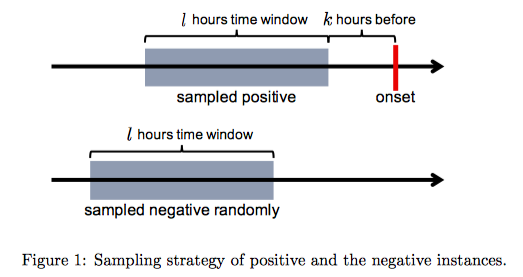 l hours time window k hours before
sampled positive onset
l hours time window
sampled negative randomly
Figure 1: Sampling strategy of positive and the negative instances.